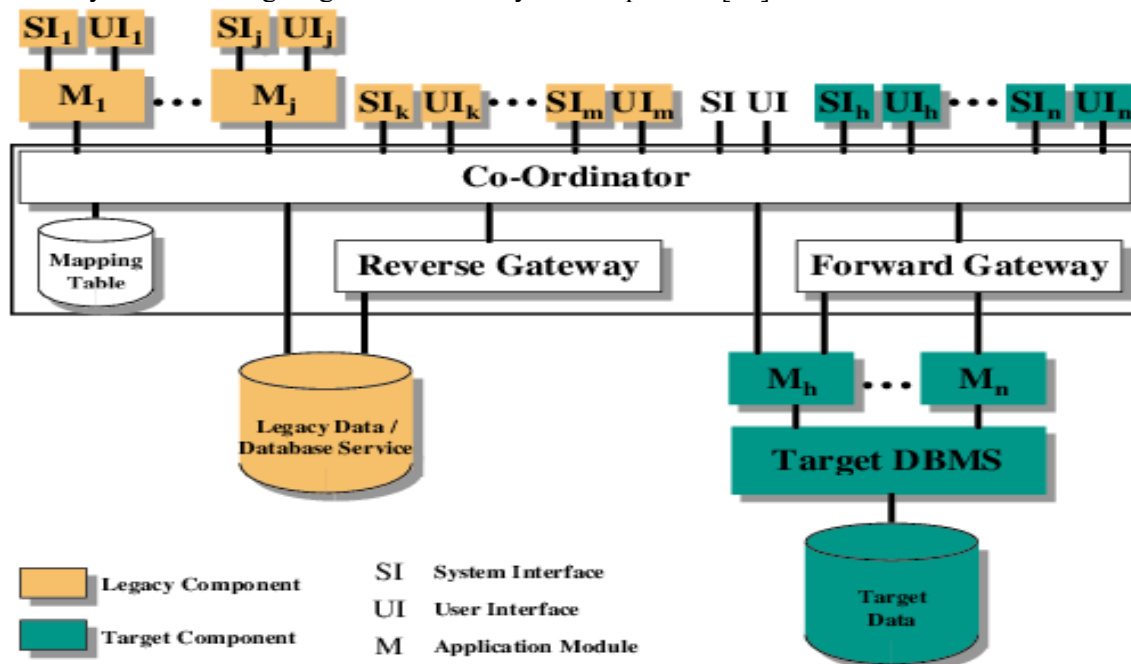 SI1 UI1 SIj UIj
M1 ... Mj SIk UIk ... SIm UIm SI UI SIh UIh ... SIn UIn
Co-Ordinator
Mapping
Table
Reverse Gateway
Forward Gateway
Mh ... Mn
Legacy Data /
Database Service
Target DBMS
Target
Data
Legacy Component
SI System Interface
UI User Interface
Target Component
M Application Module